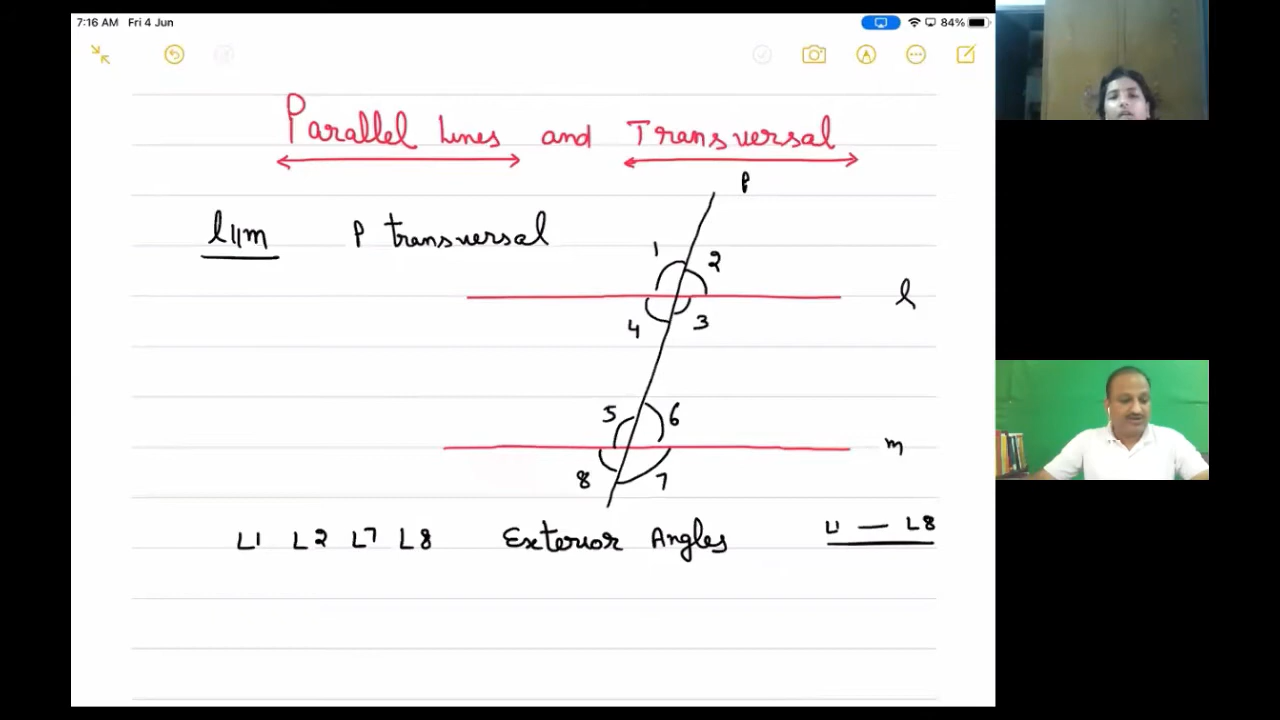 7:16 AM Fri 4 Jun 84%
Parallel Lines and Transversal
P
l||m P transversal
1 2
l
4 3
5 6
m
8 7
∠1 ∠2 ∠7 ∠8 Exterior Angles ∠1 — ∠8